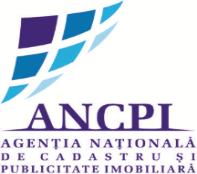 ANCPI
AGENȚIA NAȚIONALĂ
DE CADASTRU ȘI
PUBLICITATE IMOBILIARĂ